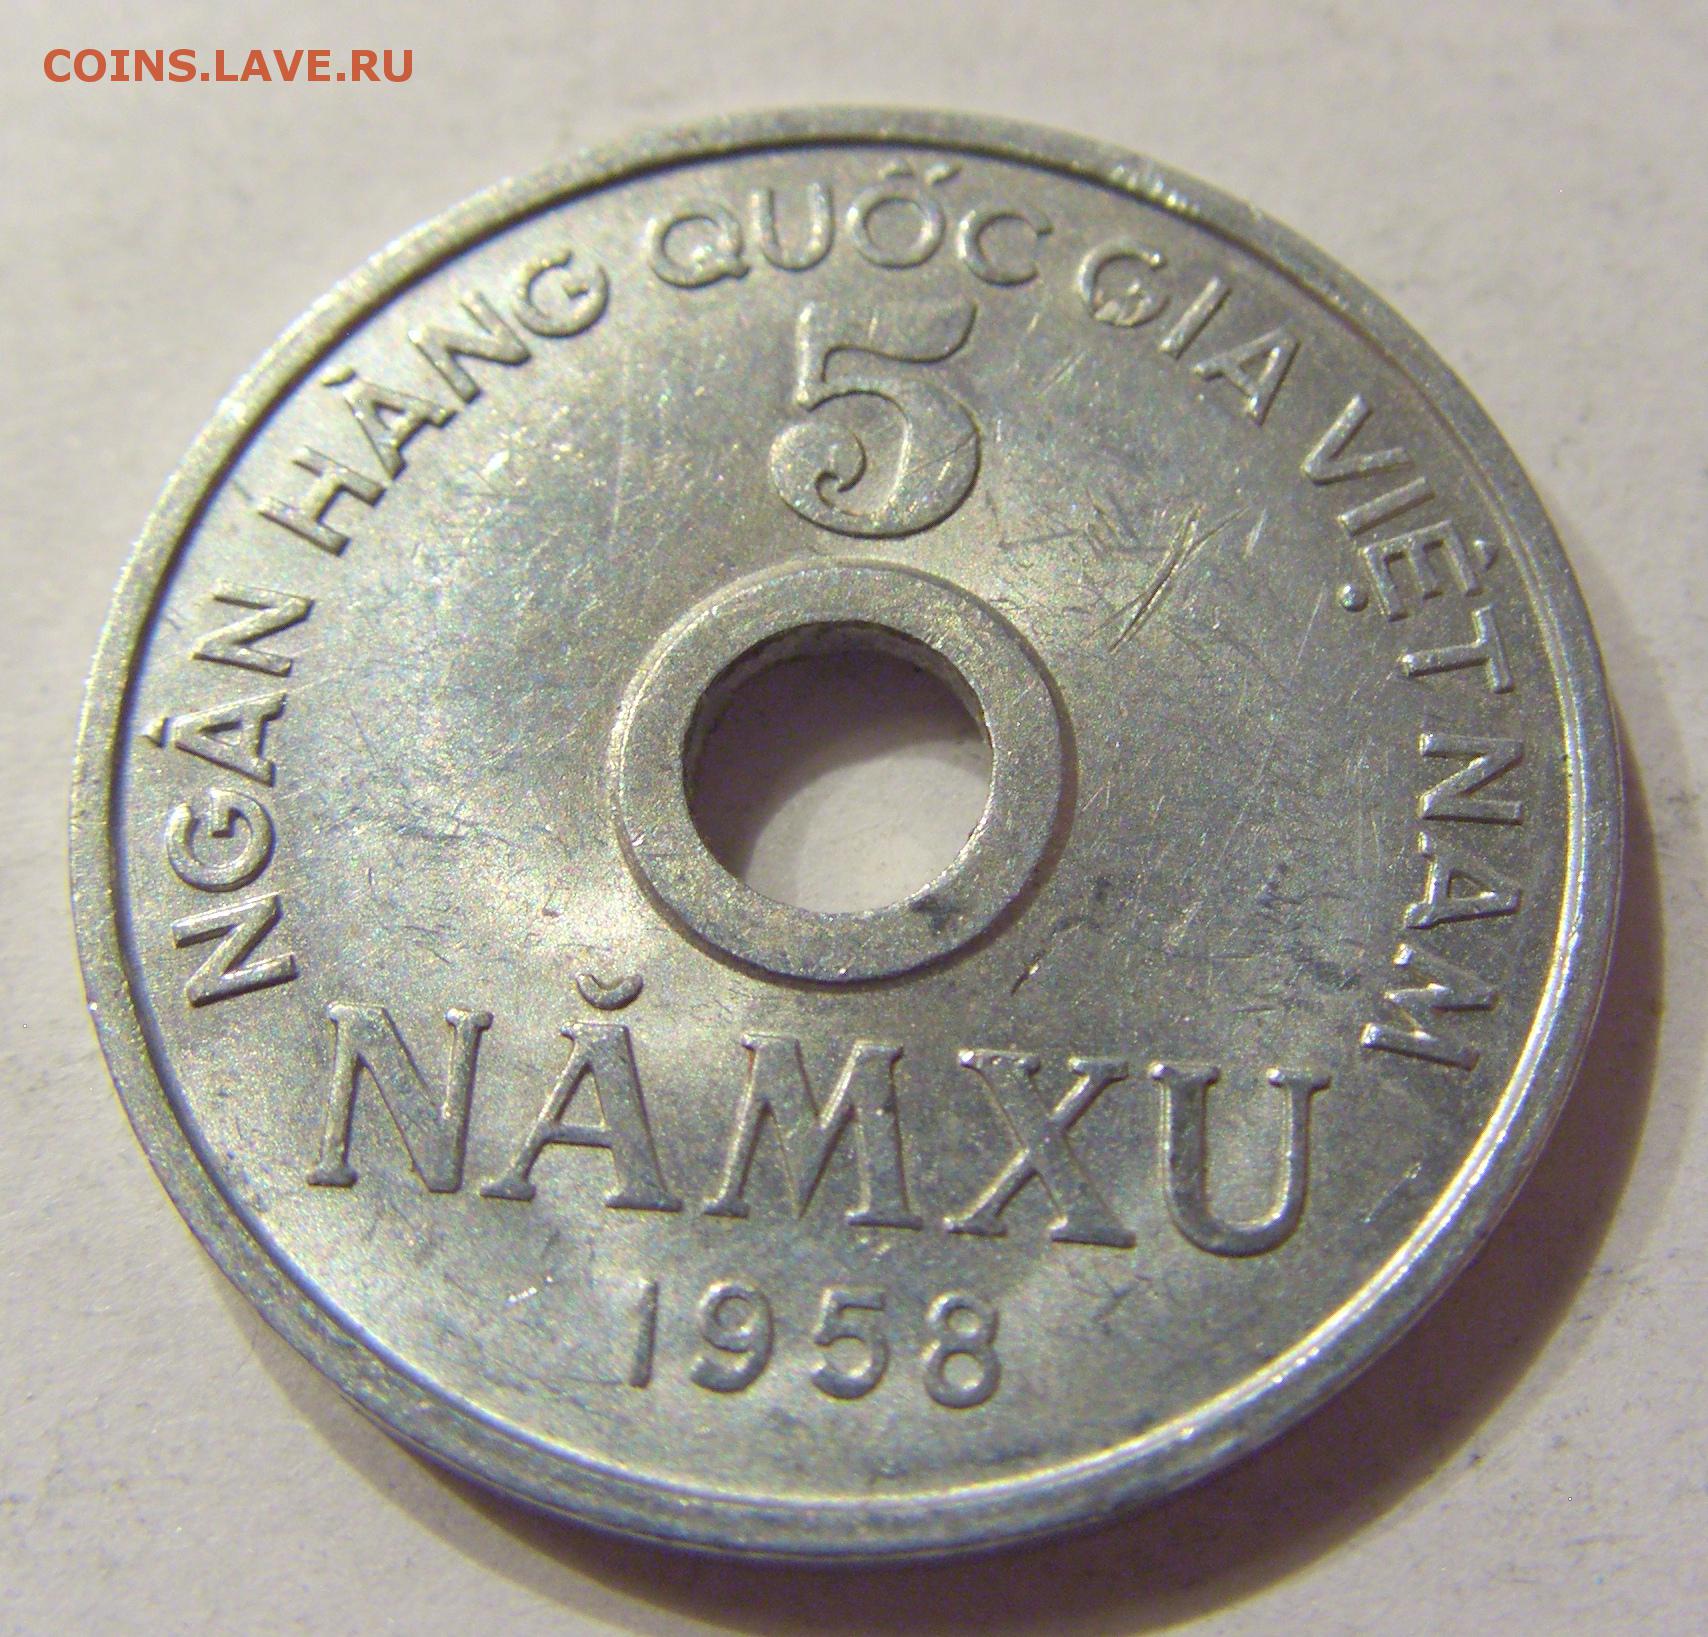 COINS.LAVE.RU
NGÂN HÀNG QUỐC GIA VIỆT NAM
5
NĂM XU
1958